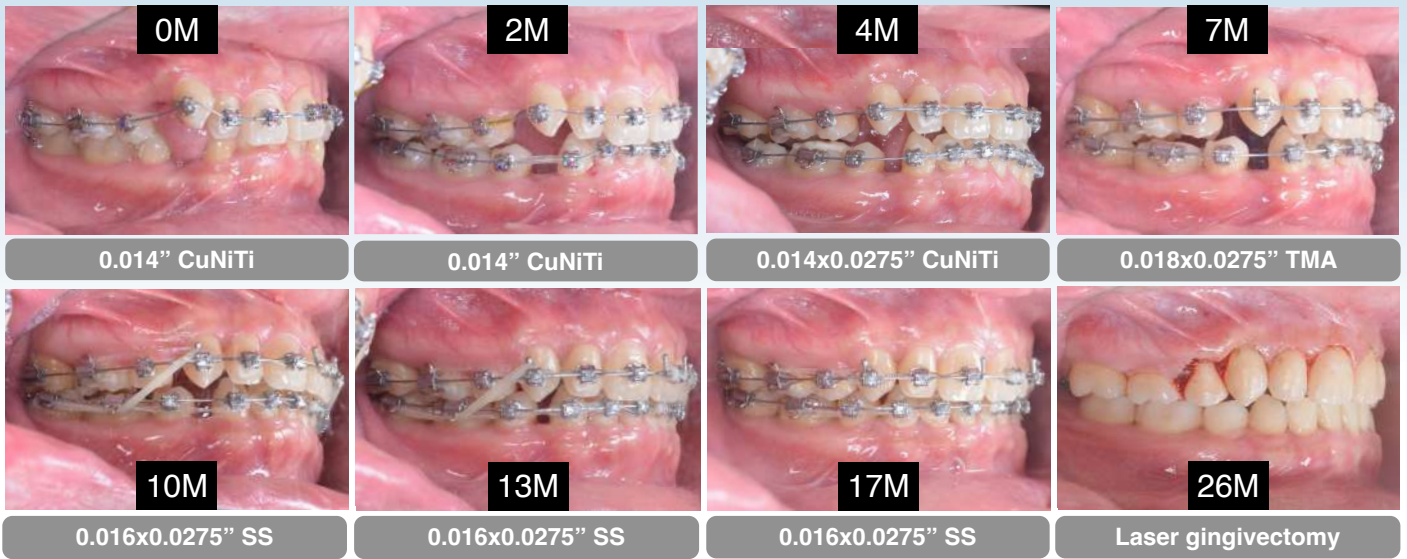 0M
2M
4M
7M
0.014” CuNiTi
0.014” CuNiTi
0.014x0.0275” CuNiTi
0.018x0.0275” TMA
10M
13M
17M
26M
0.016x0.0275” SS
0.016x0.0275” SS
0.016x0.0275” SS
Laser gingivectomy